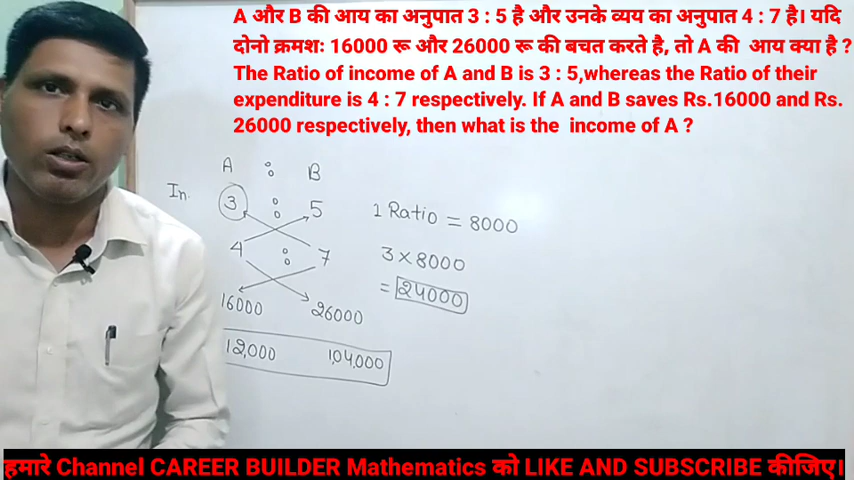 A और B की आय का अनुपात 3 : 5 है और उनके व्यय का अनुपात 4 : 7 है। यदि
दोनो क्रमश: 16000 रू और 26000 रू की बचत करते है, तो A की आय क्या है ?
The Ratio of income of A and B is 3 : 5,whereas the Ratio of their
expenditure is 4 : 7 respectively. If A and B saves Rs.16000 and Rs.
26000 respectively, then what is the income of A ?
A : B
In. 3 : 5
4 : 7
16000 26000
12,000 1,04,000
1 Ratio = 8000
3 × 8000
= 24000
हमारे Channel CAREER BUILDER Mathematics को LIKE AND SUBSCRIBE कीजिए।